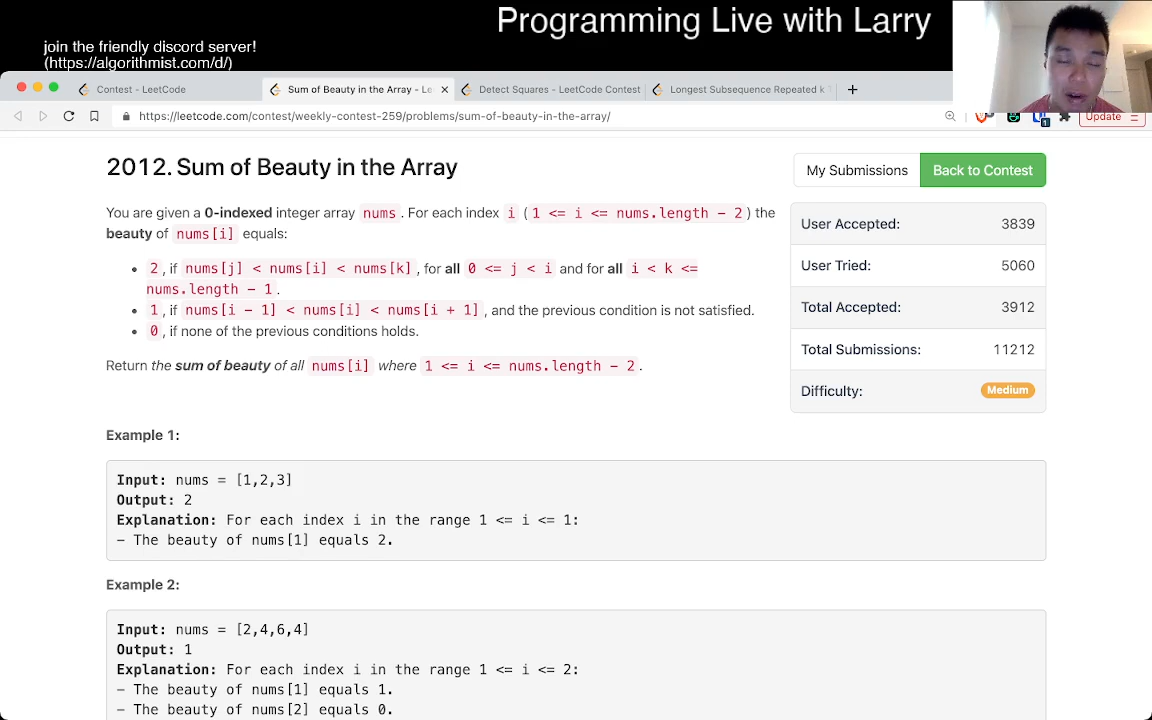 Programming Live with Larry
join the friendly discord server!
(https://algorithmist.com/d/)
Contest - LeetCode
Sum of Beauty in the Array - Le
Detect Squares - LeetCode Contest
Longest Subsequence Repeated k T
https://leetcode.com/contest/weekly-contest-259/problems/sum-of-beauty-in-the-array/
Update
2012. Sum of Beauty in the Array
My Submissions
Back to Contest
You are given a 0-indexed integer array nums . For each index i ( 1 <= i <= nums.length - 2 ) the
beauty of nums[i] equals:
• 2 , if nums[j] < nums[i] < nums[k] , for all 0 <= j < i and for all i < k <=
nums.length - 1 .
• 1 , if nums[i - 1] < nums[i] < nums[i + 1] , and the previous condition is not satisfied.
• 0 , if none of the previous conditions holds.
Return the sum of beauty of all nums[i] where 1 <= i <= nums.length - 2 .
User Accepted: 3839
User Tried: 5060
Total Accepted: 3912
Total Submissions: 11212
Difficulty: Medium
Example 1:
Input: nums = [1,2,3]
Output: 2
Explanation: For each index i in the range 1 <= i <= 1:
- The beauty of nums[1] equals 2.
Example 2:
Input: nums = [2,4,6,4]
Output: 1
Explanation: For each index i in the range 1 <= i <= 2:
- The beauty of nums[1] equals 1.
- The beauty of nums[2] equals 0.